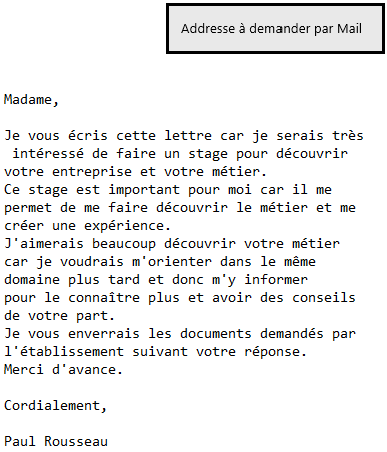 Addresse à demander par Mail
Madame,
Je vous écris cette lettre car je serais très
intéressé de faire un stage pour découvrir
votre entreprise et votre métier.
Ce stage est important pour moi car il me
permet de me faire découvrir le métier et me
créer une expérience.
J'aimerais beaucoup découvrir votre métier
car je voudrais m'orienter dans le même
domaine plus tard et donc m'y informer
pour le connaître plus et avoir des conseils
de votre part.
Je vous enverrais les documents demandés par
l'établissement suivant votre réponse.
Merci d'avance.
Cordialement,
Paul Rousseau